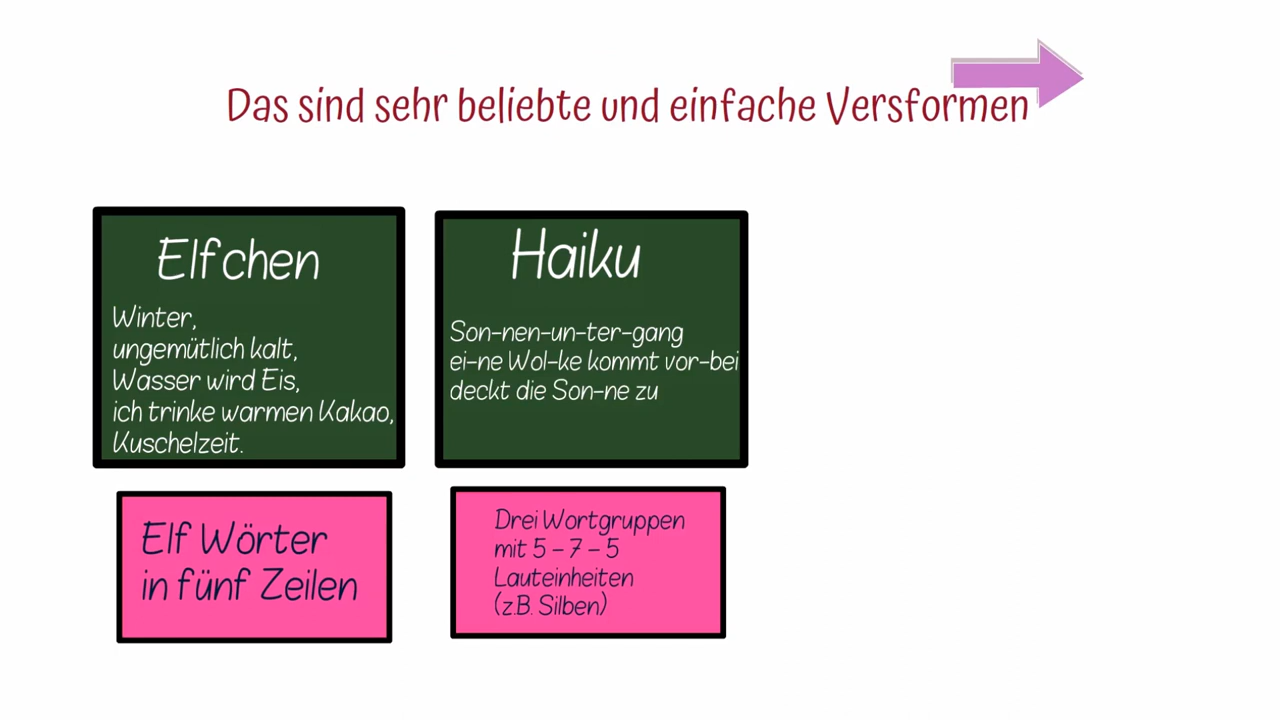 Das sind sehr beliebte und einfache Versformen
Elfchen
Winter,
ungemütlich kalt,
Wasser wird Eis,
ich trinke warmen Kakao,
Kuschelzeit.
Elf Wörter
in fünf Zeilen
Haiku
Son-nen-un-ter-gang
ei-ne Wol-ke kommt vor-bei
deckt die Son-ne zu
Drei Wortgruppen
mit 5 - 7 - 5
Lauteinheiten
(z.B. Silben)